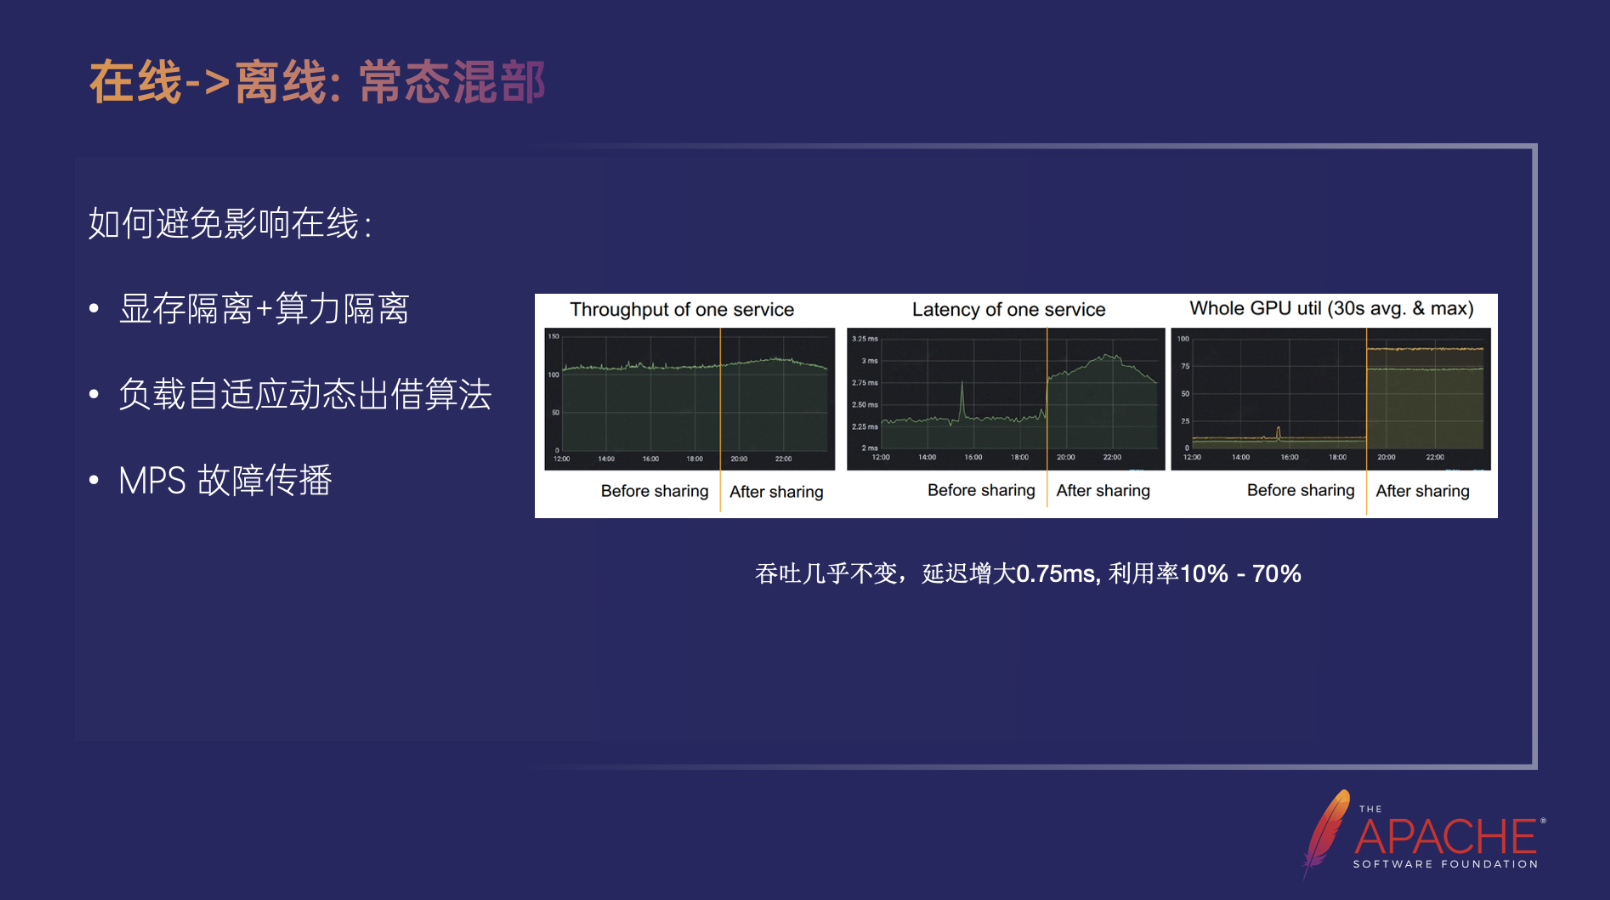 在线->离线: 常态混部
如何避免影响在线：
• 显存隔离+算力隔离
• 负载自适应动态出借算法
• MPS 故障传播
Throughput of one service
150
100
50
0
12:00 14:00 16:00 18:00 20:00 22:00
Before sharing After sharing
Latency of one service
3.25 ms
3 ms
2.75 ms
2.50 ms
2.25 ms
2 ms
12:00 14:00 16:00 18:00 20:00 22:00
Before sharing After sharing
Whole GPU util (30s avg. & max)
100
75
50
25
0
12:00 14:00 16:00 18:00 20:00 22:00
Before sharing After sharing
吞吐几乎不变，延迟增大0.75ms, 利用率10% - 70%
THE
APACHE®
SOFTWARE FOUNDATION